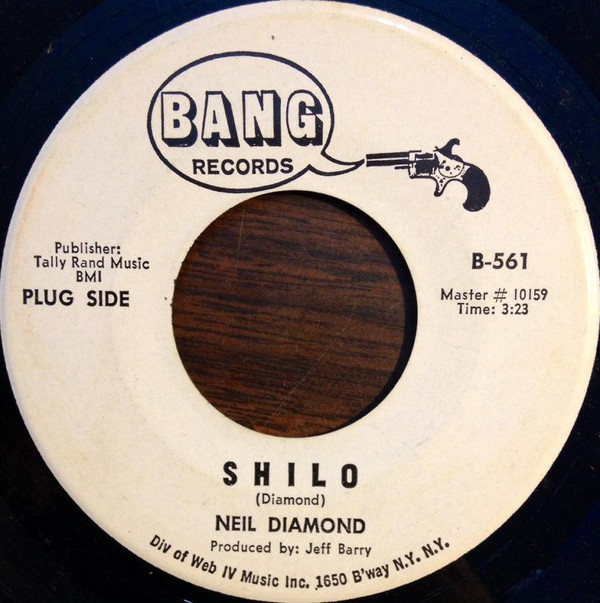 BANG
RECORDS
Publisher:
Tally Rand Music
BMI
PLUG SIDE
B-561
Master # 10159
Time: 3:23
SHILO
(Diamond)
NEIL DIAMOND
Produced by: Jeff Barry
Div of Web IV Music Inc. 1650 B'way N.Y. N.Y.